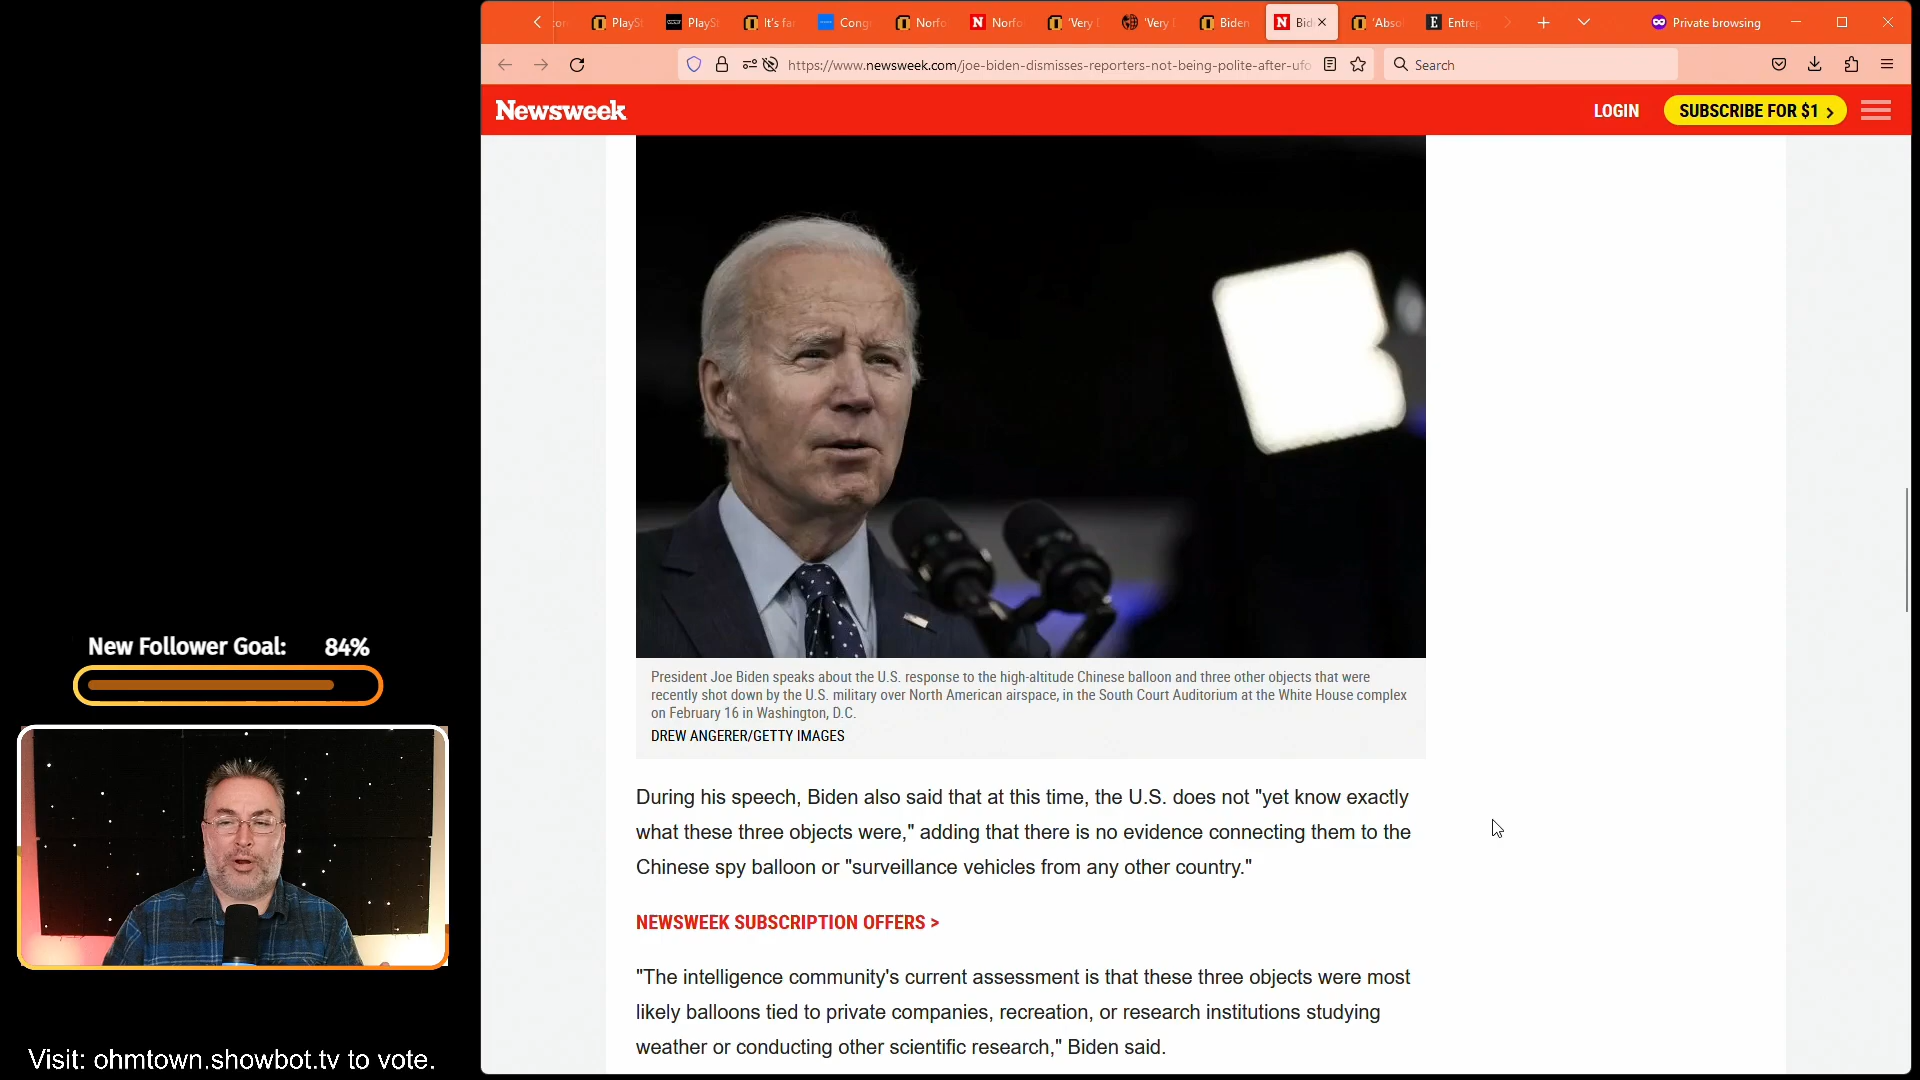 PlayS
PlaySt
It's fa
Cong
Norfo
Norfo
'Very
'Very
Biden
Bid
'Abso
Entrep
Private browsing
https://www.newsweek.com/joe-biden-dismisses-reporters-not-being-polite-after-ufo
Search
Newsweek
LOGIN
SUBSCRIBE FOR $1 >
President Joe Biden speaks about the U.S. response to the high-altitude Chinese balloon and three other objects that were
recently shot down by the U.S. military over North American airspace, in the South Court Auditorium at the White House complex
on February 16 in Washington, D.C.
DREW ANGERER/GETTY IMAGES
During his speech, Biden also said that at this time, the U.S. does not "yet know exactly
what these three objects were," adding that there is no evidence connecting them to the
Chinese spy balloon or "surveillance vehicles from any other country."
NEWSWEEK SUBSCRIPTION OFFERS >
"The intelligence community's current assessment is that these three objects were most
likely balloons tied to private companies, recreation, or research institutions studying
weather or conducting other scientific research," Biden said.
New Follower Goal: 84%
Visit: ohmtown.showbot.tv to vote.